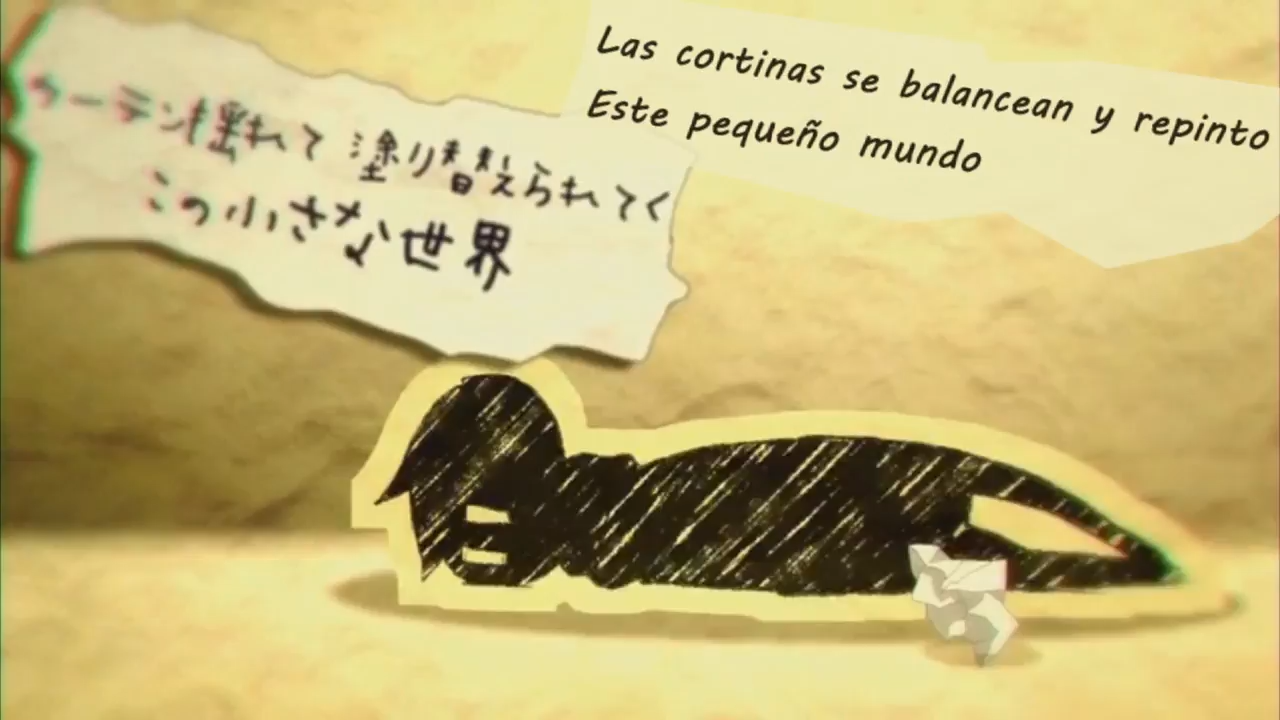 カーテン揺れて 塗り替えられてく
この小さな世界
Las cortinas se balancean y repinto
Este pequeño mundo